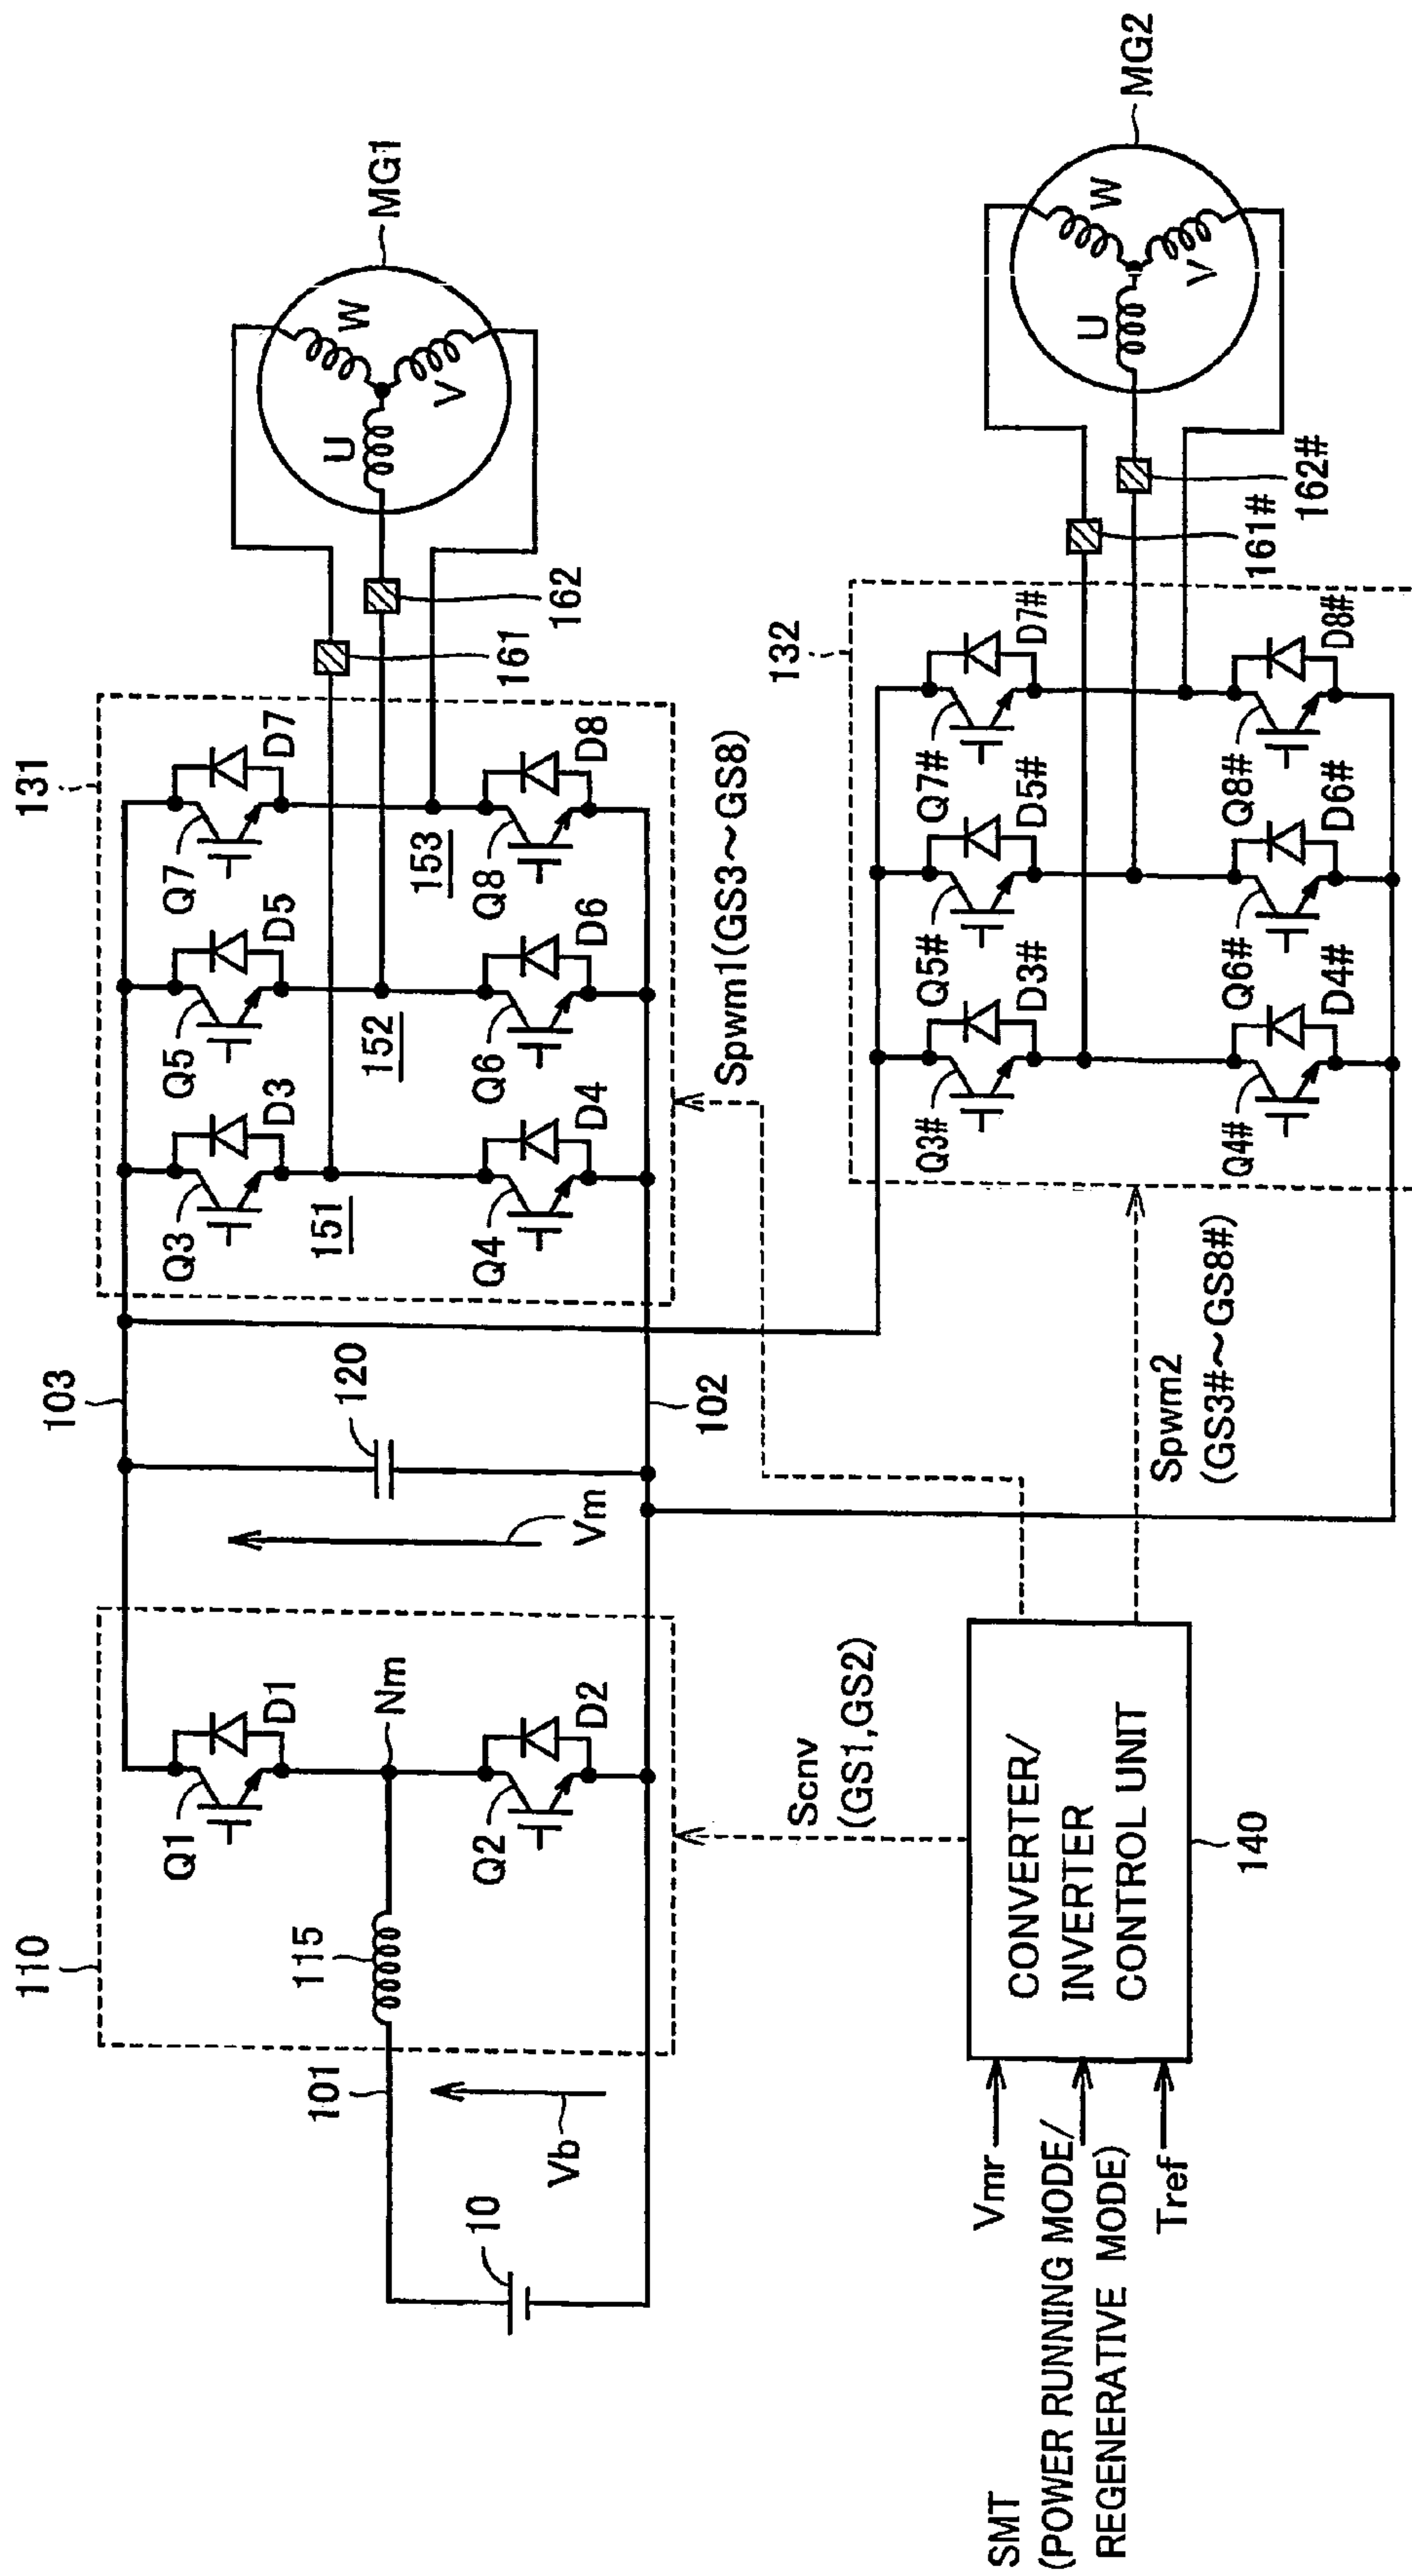 110
101
10
Vb
115
Q1
D1
Nm
Q2
D2
103
120
Vm
102
131
Q3
D3
Q5
D5
Q7
D7
151
152
153
Q4
D4
Q6
D6
Q8
D8
161
162
U
V
W
MG1
Vmr
SMT
(POWER RUNNING MODE/
REGENERATIVE MODE)
Tref
CONVERTER/
INVERTER
CONTROL UNIT
140
Scnv
(GS1,GS2)
Spwm1(GS3~GS8)
Spwm2
(GS3#~GS8#)
132
Q3#
D3#
Q5#
D5#
Q7#
D7#
Q4#
D4#
Q6#
D6#
Q8#
D8#
161#
162#
U
V
W
MG2